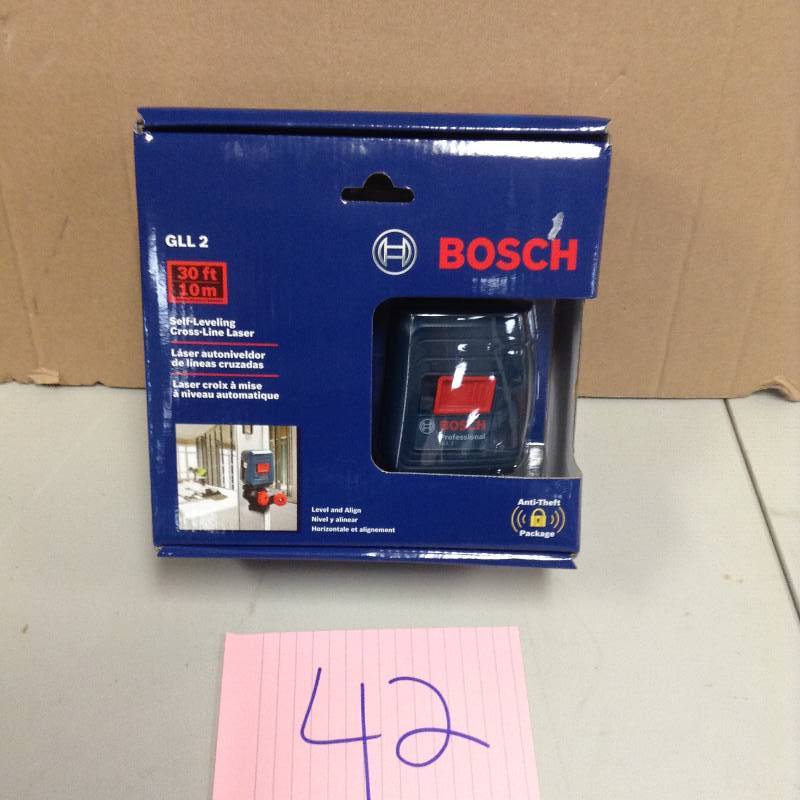 GLL 2
BOSCH
30 ft
10 m
Self-Leveling
Cross-Line Laser
Láser autoniveldor
de líneas cruzadas
Laser croix à mise
à niveau automatique
BOSCH
Professional
Level and Align
Nivel y alinear
Horizontale et alignement
Anti-Theft
Package
42